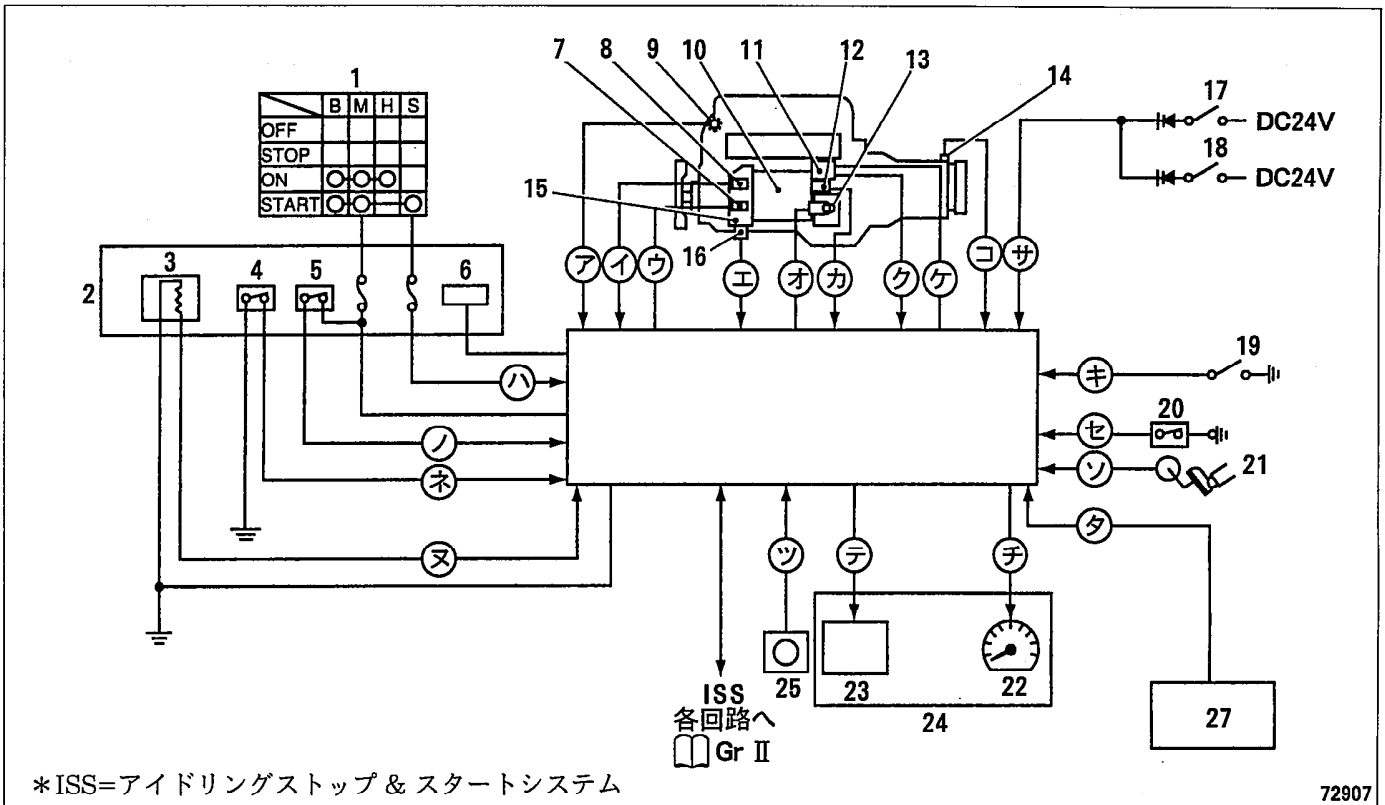 1
B M H S
OFF
STOP
ON
START
2
3
4
5
6
7
8
9
10
11
12
13
14
15
16
17
DC24V
18
DC24V
ア
イ
ウ
エ
オ
カ
ク
ケ
コ
サ
キ
19
セ
20
ソ
21
タ
ハ
ノ
ネ
ヌ
ツ
テ
チ
ISS
各回路へ
Gr II
25
23
22
24
27
*ISS=アイドリングストップ & スタートシステム
72907